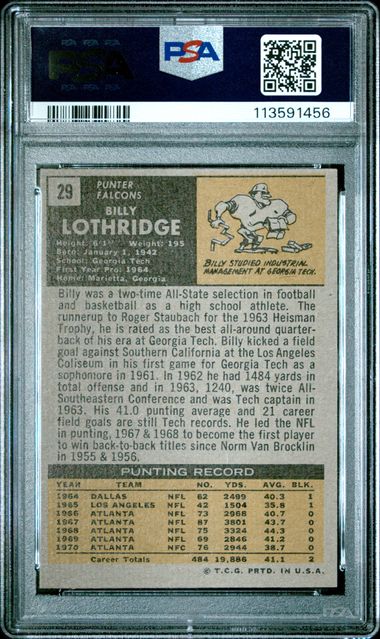 PSA
PSA
113591456
29
PUNTER
FALCONS
BILLY
LOTHRIDGE
Height: 6'1" Weight: 195
Born: January 1, 1942
School: Georgia Tech
First Year Pro: 1964
Home: Marietta, Georgia
BILLY STUDIED INDUSTRIAL
MANAGEMENT AT GEORGIA TECH.
Billy was a two-time All-State selection in football
and basketball as a high school athlete. The
runnerup to Roger Staubach for the 1963 Heisman
Trophy, he is rated as the best all-around quarter-
back of his era at Georgia Tech. Billy kicked a field
goal against Southern California at the Los Angeles
Coliseum in his first game for Georgia Tech as a
sophomore in 1961. In 1962 he had 1484 yards in
total offense and in 1963, 1240, was twice All-
Southeastern Conference and was Tech captain in
1963. His 41.0 punting average and 21 career
field goals are still Tech records. He led the NFL
in punting, 1967 & 1968 to become the first player
to win back-to-back titles since Norm Van Brocklin
in 1955 & 1956.
PUNTING RECORD
YEAR TEAM NO. YDS. AVG. BLK.
1964 DALLAS NFL 62 2499 40.3 1
1965 LOS ANGELES NFL 42 1504 35.8 1
1966 ATLANTA NFL 73 2968 40.7 0
1967 ATLANTA NFL 87 3801 43.7 0
1968 ATLANTA NFL 75 3324 44.3 0
1969 ATLANTA NFL 69 2846 41.2 0
1970 ATLANTA NFC 76 2944 38.7 0
Career Totals 484 19,886 41.1 2
© T.C.G. PRTD. IN U.S.A.